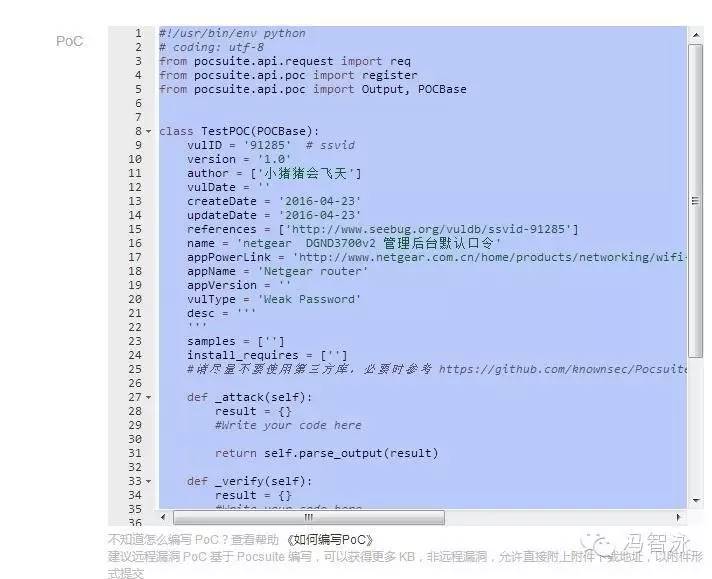 PoC
1 #!/usr/bin/env python
2 # coding: utf-8
3 from pocsuite.api.request import req
4 from pocsuite.api.poc import register
5 from pocsuite.api.poc import Output, POCBase
6
7
8 class TestPOC(POCBase):
9 vulID = '91285' # ssvid
10 version = '1.0'
11 author = ['小猪猪会飞天']
12 vulDate = ''
13 createDate = '2016-04-23'
14 updateDate = '2016-04-23'
15 references = ['http://www.seebug.org/vuldb/ssvid-91285']
16 name = 'netgear DGND3700v2 管理后台默认口令'
17 appPowerLink = 'http://www.netgear.com.cn/home/products/networking/wifi-
18 appName = 'Netgear router'
19 appVersion = ''
20 vulType = 'Weak Password'
21 desc = '''
22 '''
23 samples = ['']
24 install_requires = ['']
25 #请尽量不要使用第三方库，必要时参考 https://github.com/knownsec/Pocsuite
26
27 def _attack(self):
28 result = {}
29 #Write your code here
30
31 return self.parse_output(result)
32
33 def _verify(self):
34 result = {}
35 #Write your code here
36
不知道怎么编写 PoC？查看帮助 《如何编写PoC》
建议远程漏洞 PoC 基于 Pocsuite 编写，可以获得更多 KB，非远程漏洞，允许直接附上附件下载地址，以附件形
式提交
冯智泳